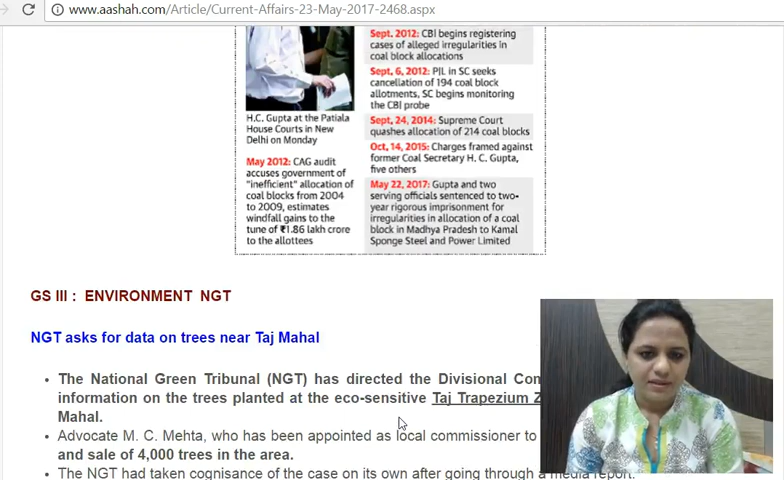 www.aashah.com/Article/Current-Affairs-23-May-2017-2468.aspx
H.C. Gupta at the Patiala
House Courts in New
Delhi on Monday
May 2012: CAG audit
accuses government of
"inefficient" allocation of
coal blocks from 2004
to 2009, estimates
windfall gains to the
tune of ₹1.86 lakh crore
to the allottees
Sept. 2012: CBI begins registering
cases of alleged irregularities in
coal block allocations
Sept, 6, 2012: PIL in SC seeks
cancellation of 194 coal block
allotments, SC begins monitoring
the CBI probe
Sept, 24, 2014: Supreme Court
quashes allocation of 214 coal blocks
Oct, 14, 2015: Charges framed against
former Coal Secretary H. C. Gupta,
five others
May 22, 2017: Gupta and two
serving officials sentenced to two-
year rigorous imprisonment for
irregularities in allocation of a coal
block in Madhya Pradesh to Kamal
Sponge Steel and Power Limited
GS III : ENVIRONMENT NGT
NGT asks for data on trees near Taj Mahal
• The National Green Tribunal (NGT) has directed the Divisional
information on the trees planted at the eco-sensitive Taj Trapezium
Mahal.
• Advocate M. C. Mehta, who has been appointed as local commissioner to
and sale of 4,000 trees in the area.
• The NGT had taken cognisance of the case on its own after going through a media report.